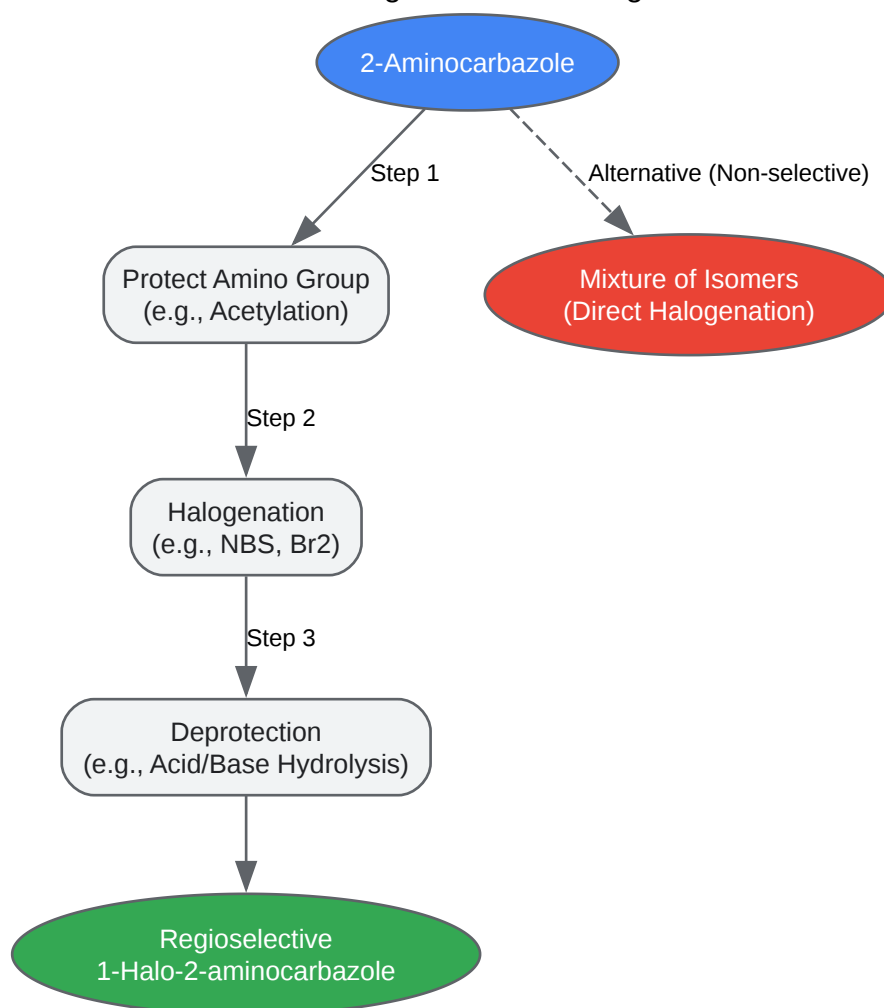 2-Aminocarbazole
Step 1
Alternative (Non-selective)
Protect Amino Group
(e.g., Acetylation)
Mixture of Isomers
(Direct Halogenation)
Step 2
Halogenation
(e.g., NBS, Br2)
Step 3
Deprotection
(e.g., Acid/Base Hydrolysis)
Regioselective
1-Halo-2-aminocarbazole